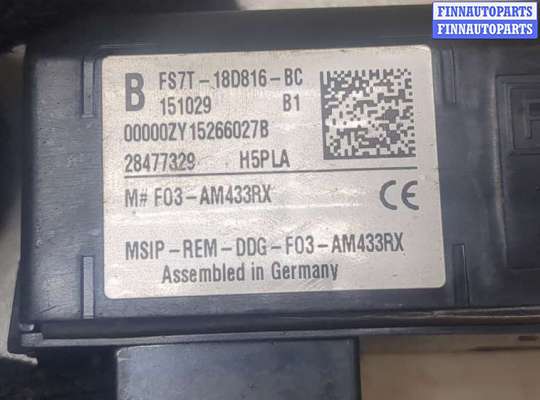 FINNAUTOPARTS
FINNAUTOPARTS
FINNAUTOPARTS
B FS7T-18D816-BC
151029 B1
00000ZY15266027B
28477329 H5PLA
M# F03-AM433RX CE
MSIP-REM-DDG-F03-AM433RX
Assembled in Germany